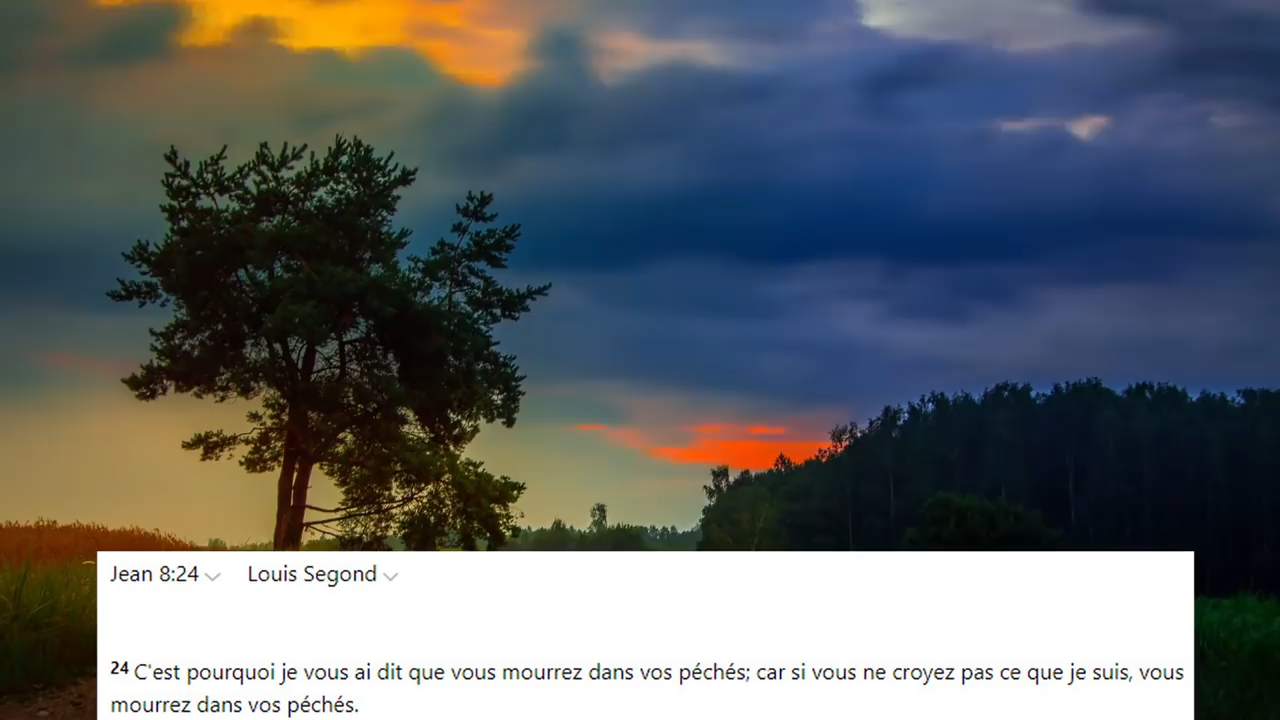 Jean 8:24 Louis Segond
24 C'est pourquoi je vous ai dit que vous mourrez dans vos péchés; car si vous ne croyez pas ce que je suis, vous
mourrez dans vos péchés.